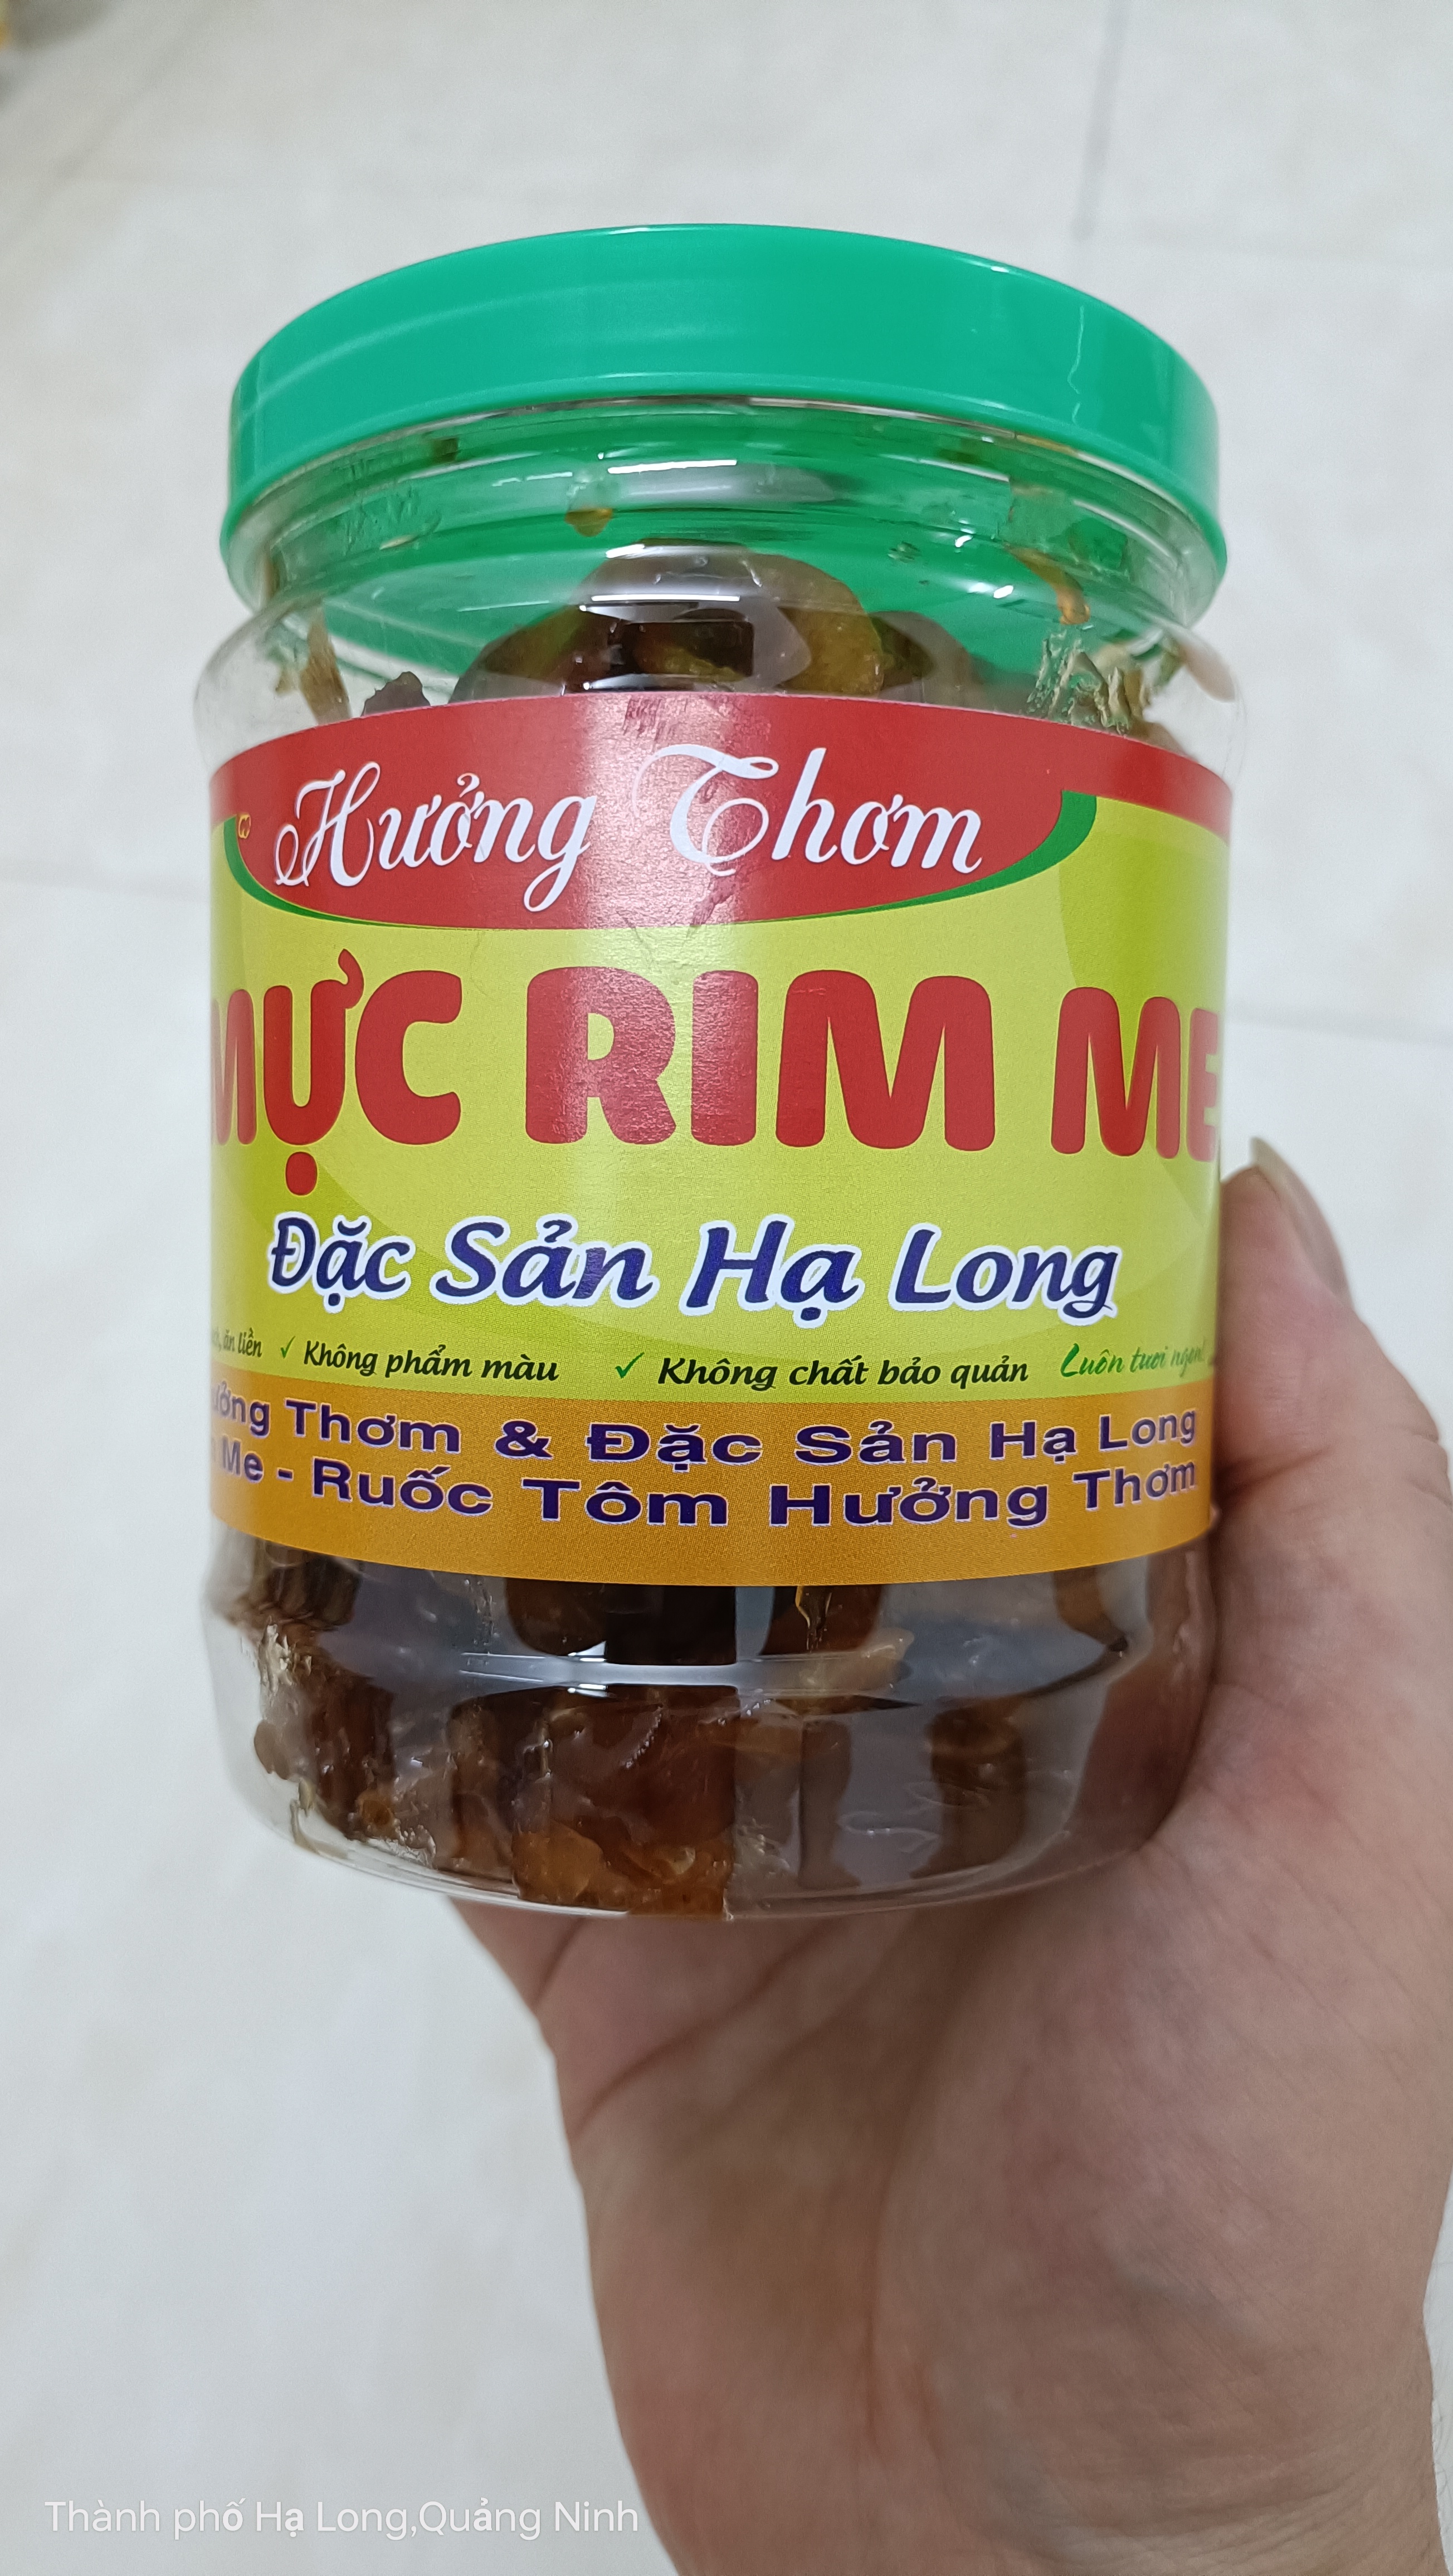 Hưởng Thơm
MỰC RIM ME
Đặc Sản Hạ Long
ăn liền ✓ Không phẩm màu ✓ Không chất bảo quản Luôn tươi ngon!
Thơm & Đặc Sản Hạ Long
Me - Ruốc Tôm Hưởng Thơm
Thành phố Hạ Long,Quảng Ninh